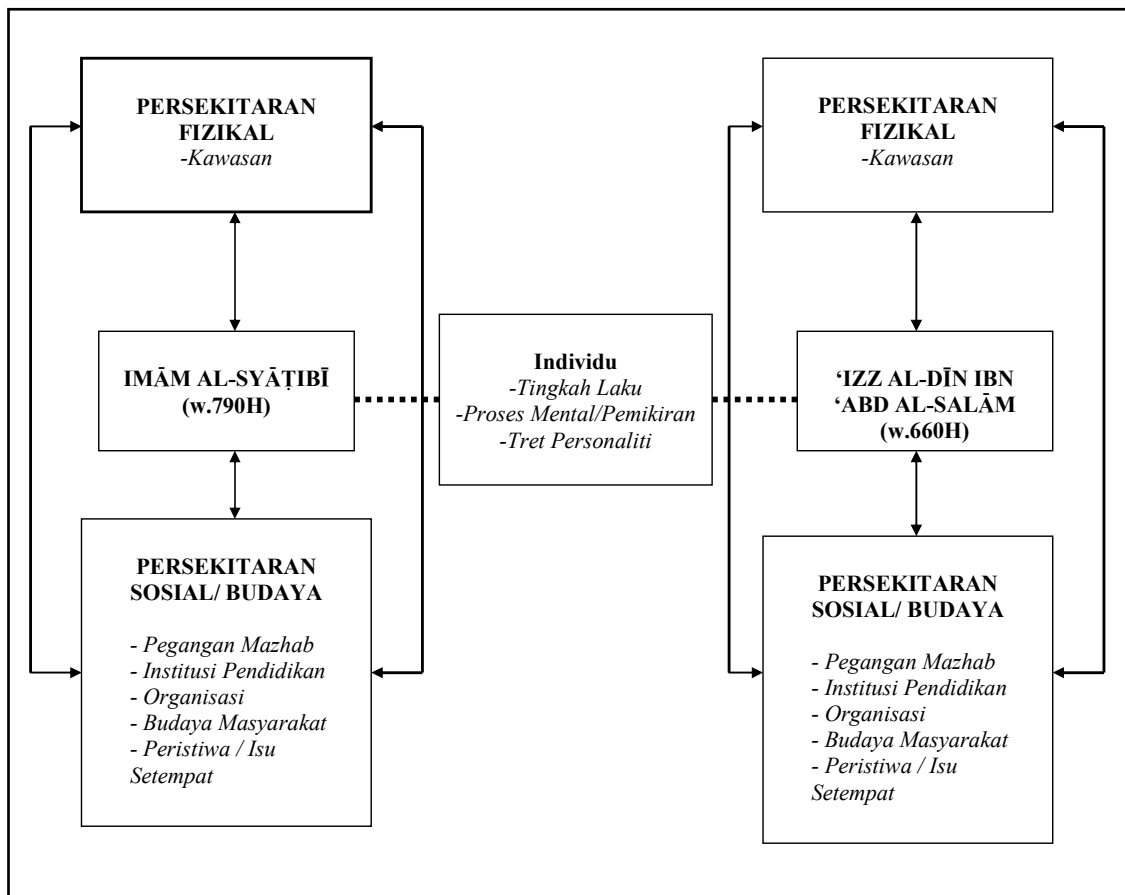 PERSEKITARAN
FIZIKAL
-Kawasan
IMĀM AL-SYĀṬIBĪ
(w.790H)
PERSEKITARAN
SOSIAL/ BUDAYA
- Pegangan Mazhab
- Institusi Pendidikan
- Organisasi
- Budaya Masyarakat
- Peristiwa / Isu
Setempat
Individu
-Tingkah Laku
-Proses Mental/Pemikiran
-Tret Personaliti
PERSEKITARAN
FIZIKAL
-Kawasan
‘IZZ AL-DĪN IBN
‘ABD AL-SALĀM
(w.660H)
PERSEKITARAN
SOSIAL/ BUDAYA
- Pegangan Mazhab
- Institusi Pendidikan
- Organisasi
- Budaya Masyarakat
- Peristiwa / Isu
Setempat